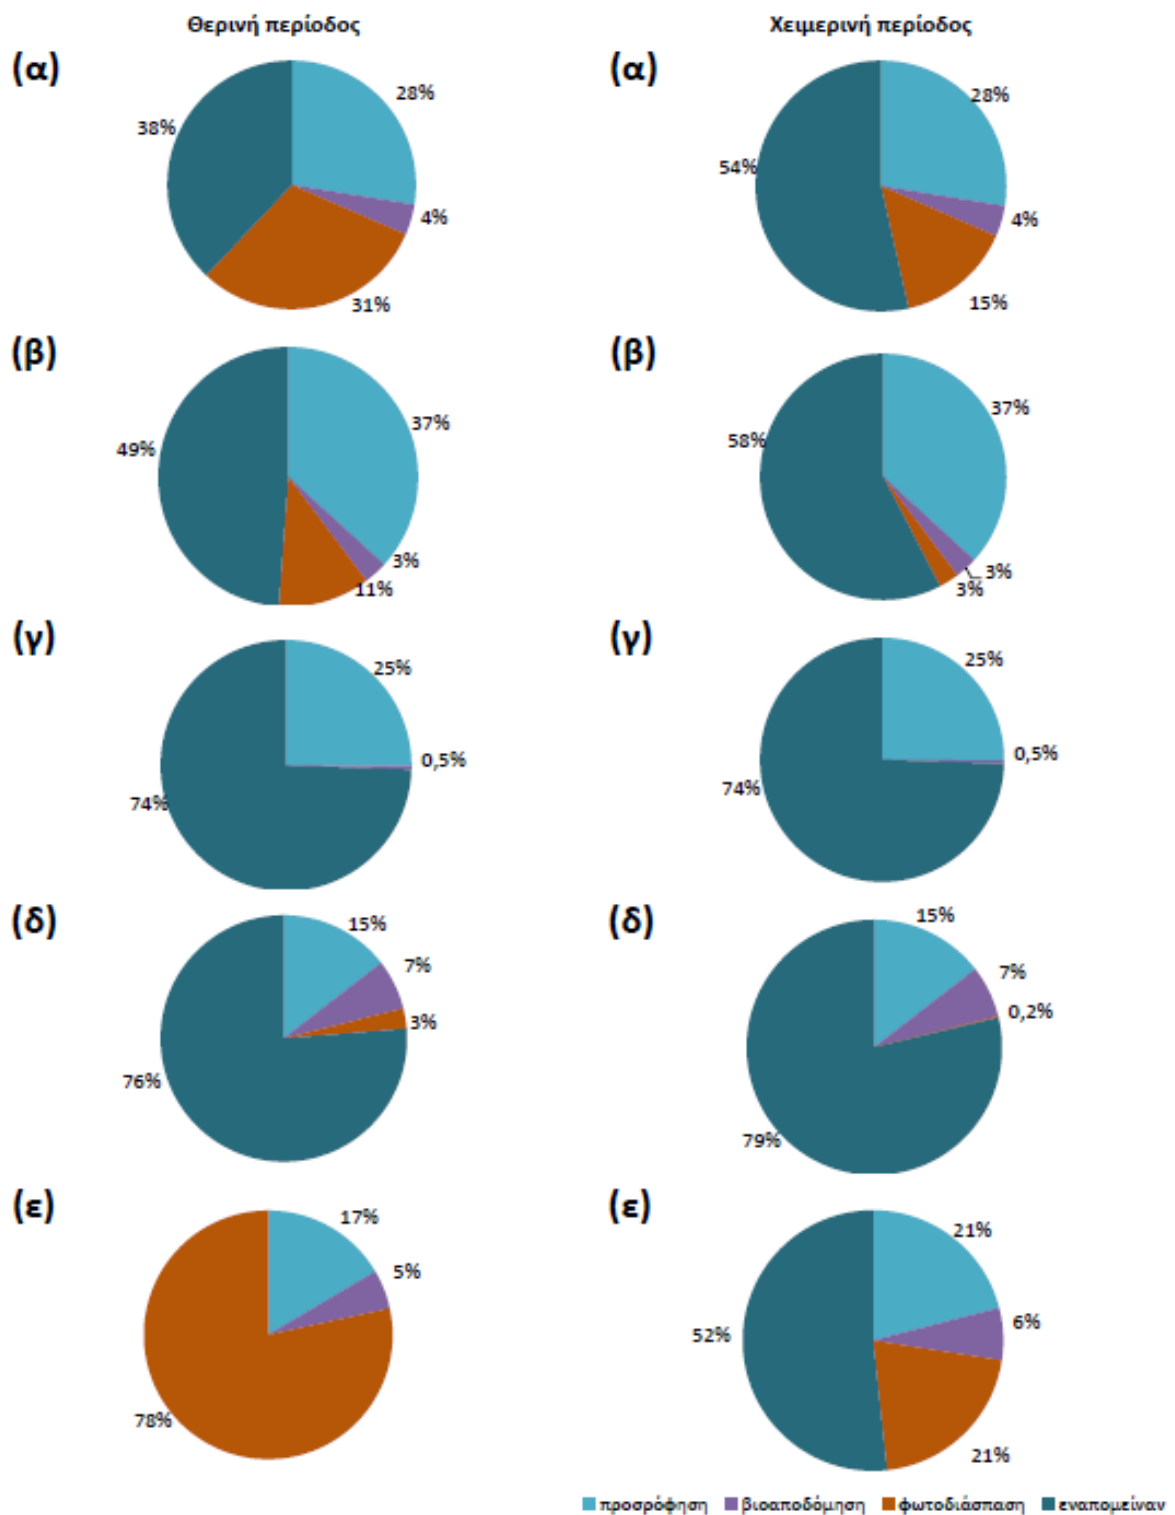 Θερινή περίοδος
Χειμερινή περίοδος
(α)
28%
38%
4%
31%
(α)
28%
54%
4%
15%
(β)
37%
49%
3%
11%
(β)
37%
58%
3%
3%
(γ)
25%
0,5%
74%
(γ)
25%
0,5%
74%
(δ)
15%
7%
3%
76%
(δ)
15%
7%
0,2%
79%
(ε)
17%
5%
78%
(ε)
21%
6%
52%
21%
προσρόφηση βιοαποδόμηση φωτοδιάσπαση εναπομείναν